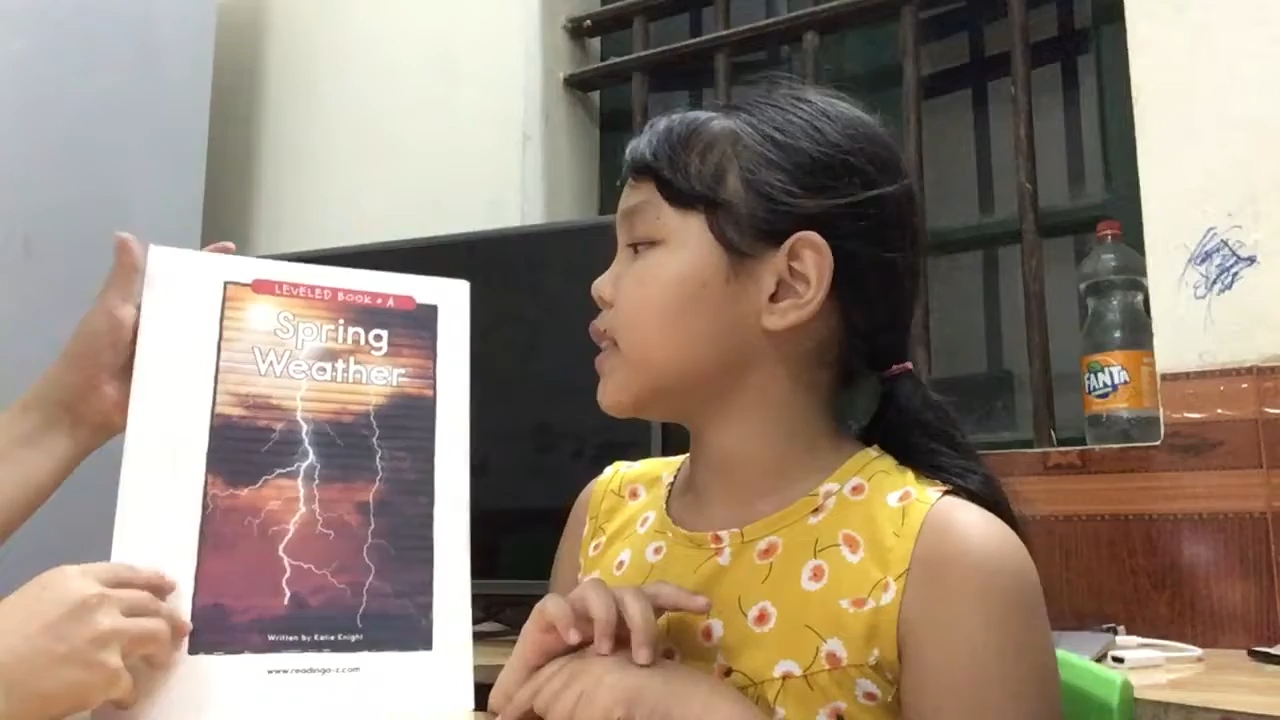 LEVELED BOOK • A
Spring
Weather
Written by Katie Knight
www.readinga-z.com
FANTA